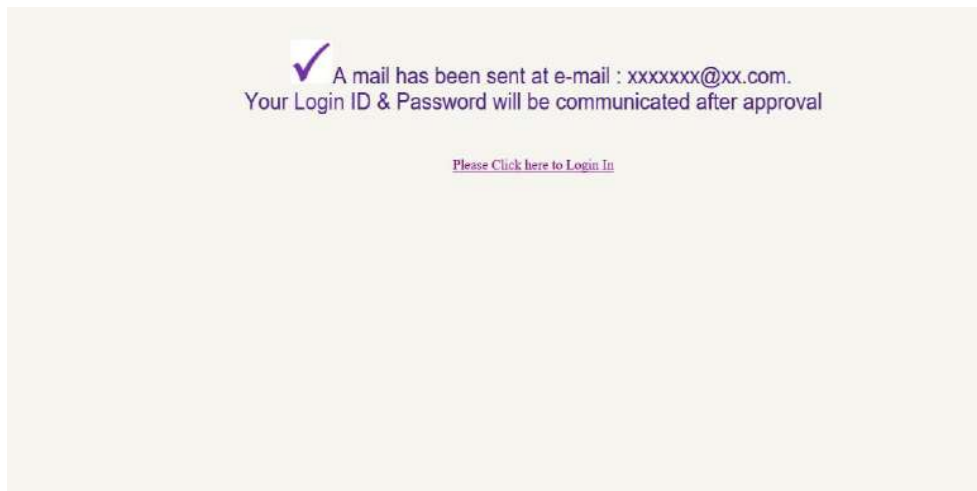 A mail has been sent at e-mail : xxxxxxx@xx.com.
Your Login ID & Password will be communicated after approval
Please Click here to Login In